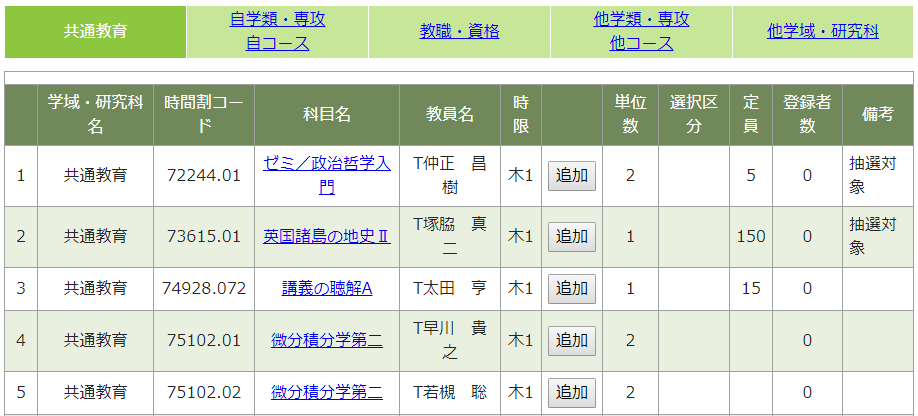 共通教育
自学類・専攻
自コース
教職・資格
他学類・専攻
他コース
他学域・研究科
学域・研究科名 時間割コード 科目名 教員名 時限 単位数 選択区分 定員 登録者数 備考
1 共通教育 72244.01 ゼミ／政治哲学入門 T仲正　昌樹 木1 追加 2 5 0 抽選対象
2 共通教育 73615.01 英国諸島の地史Ⅱ T塚脇　真二 木1 追加 1 150 0 抽選対象
3 共通教育 74928.072 講義の聴解A T太田　亨 木1 追加 1 15 0
4 共通教育 75102.01 微分積分学第二 T早川　貴之 木1 追加 2 0
5 共通教育 75102.02 微分積分学第二 T若槻　聡 木1 追加 2 0